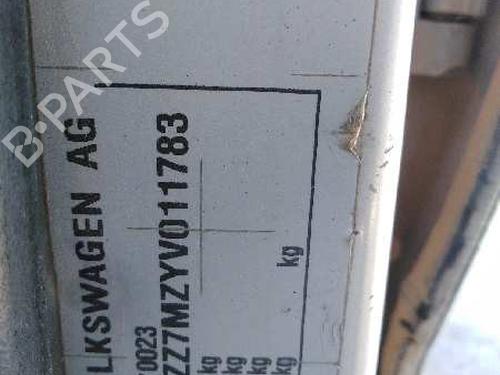 B-PARTS
LKSWAGEN AG
0023
ZZ7MZYV011783
kg
kg
kg
kg
kg